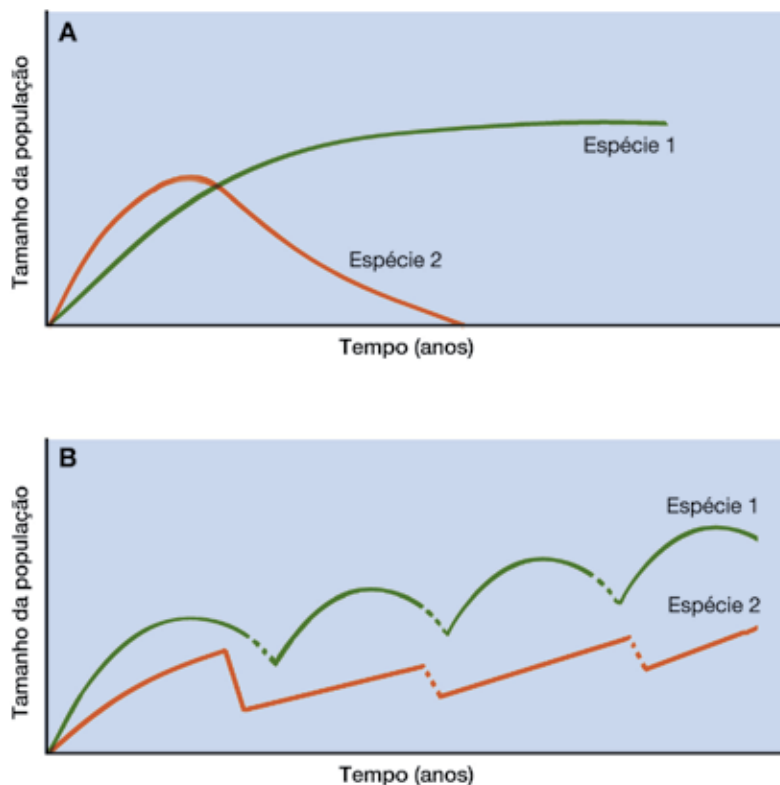 A
Tamanho da população
Espécie 1
Espécie 2
Tempo (anos)
B
Tamanho da população
Espécie 1
Espécie 2
Tempo (anos)